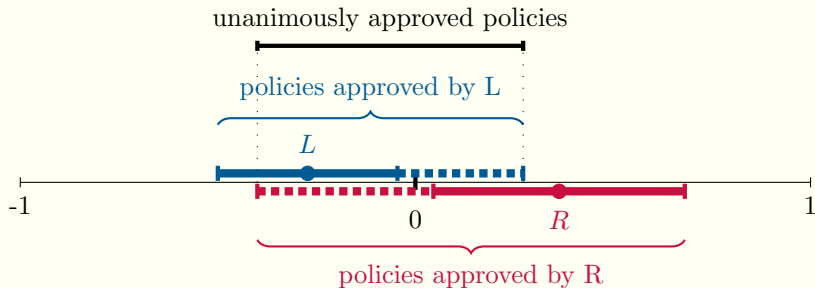 unanimously approved policies
policies approved by L
L
-1
0
R
1
policies approved by R